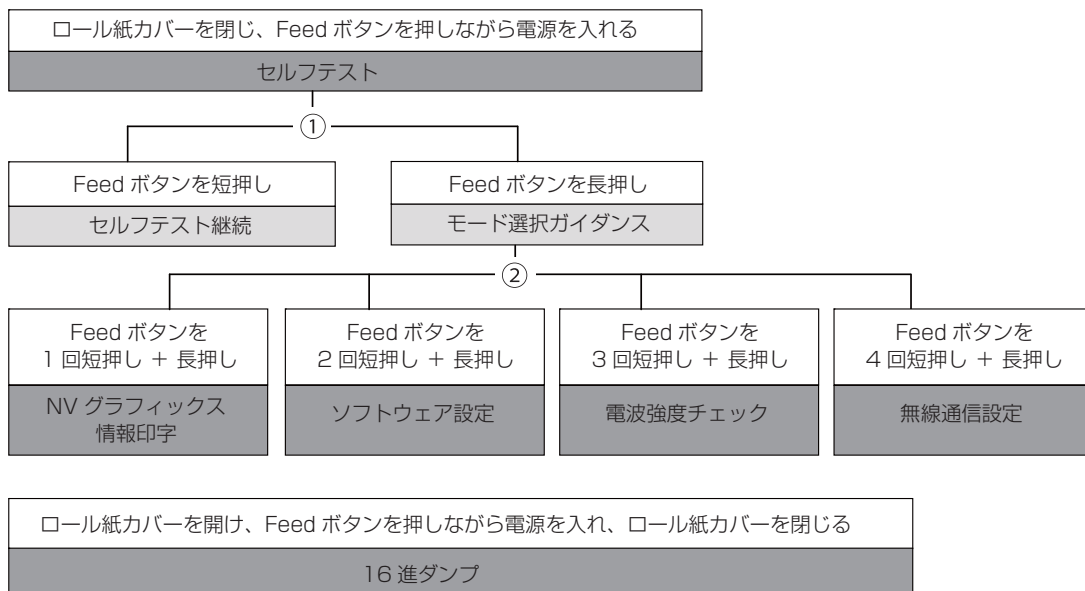 ロール紙カバーを閉じ、Feed ボタンを押しながら電源を入れる
セルフテスト
①
Feed ボタンを短押し
セルフテスト継続
Feed ボタンを長押し
モード選択ガイダンス
②
Feed ボタンを
1 回短押し + 長押し
NV グラフィックス
情報印字
Feed ボタンを
2 回短押し + 長押し
ソフトウェア設定
Feed ボタンを
3 回短押し + 長押し
電波強度チェック
Feed ボタンを
4 回短押し + 長押し
無線通信設定
ロール紙カバーを開け、Feed ボタンを押しながら電源を入れ、ロール紙カバーを閉じる
16 進ダンプ